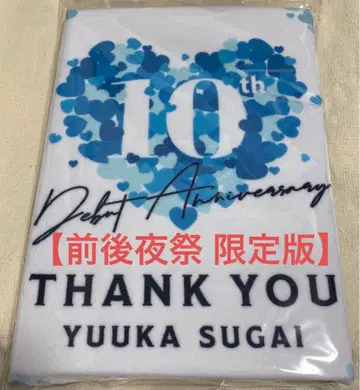 10th
Debut Anniversary
【前後夜祭 限定版】
THANK YOU
YUUKA SUGAI